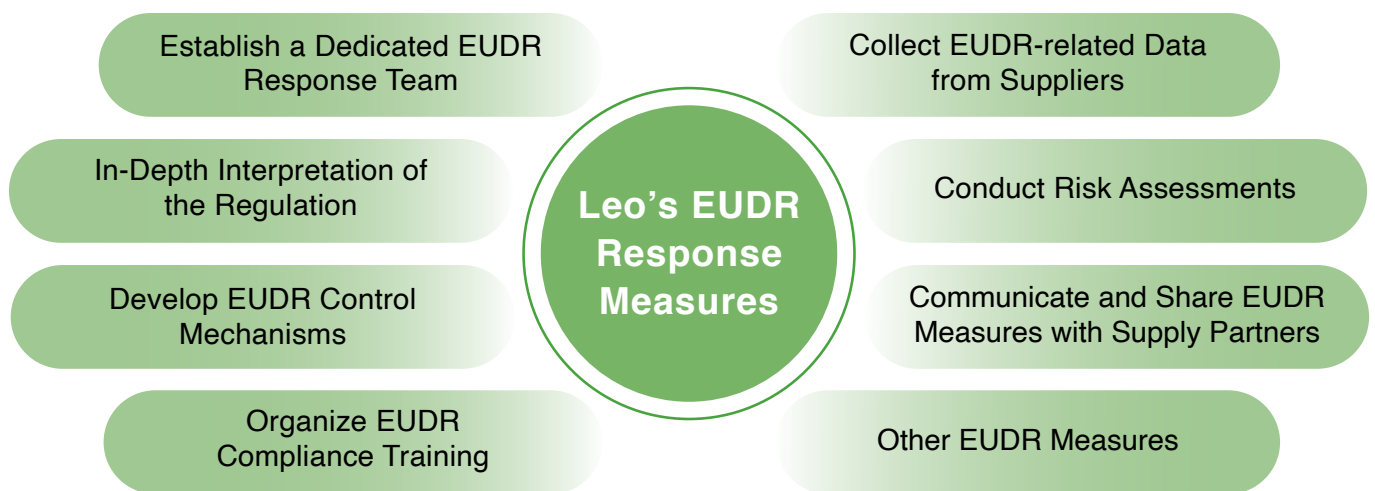 Establish a Dedicated EUDR
Response Team
In-Depth Interpretation of
the Regulation
Develop EUDR Control
Mechanisms
Organize EUDR
Compliance Training
Leo’s EUDR
Response
Measures
Collect EUDR-related Data
from Suppliers
Conduct Risk Assessments
Communicate and Share EUDR
Measures with Supply Partners
Other EUDR Measures